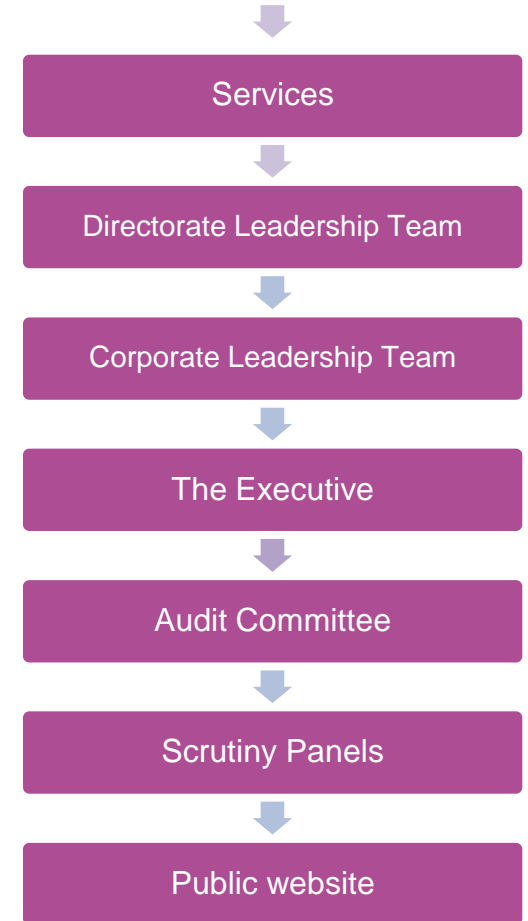 Services
Directorate Leadership Team
Corporate Leadership Team
The Executive
Audit Committee
Scrutiny Panels
Public website